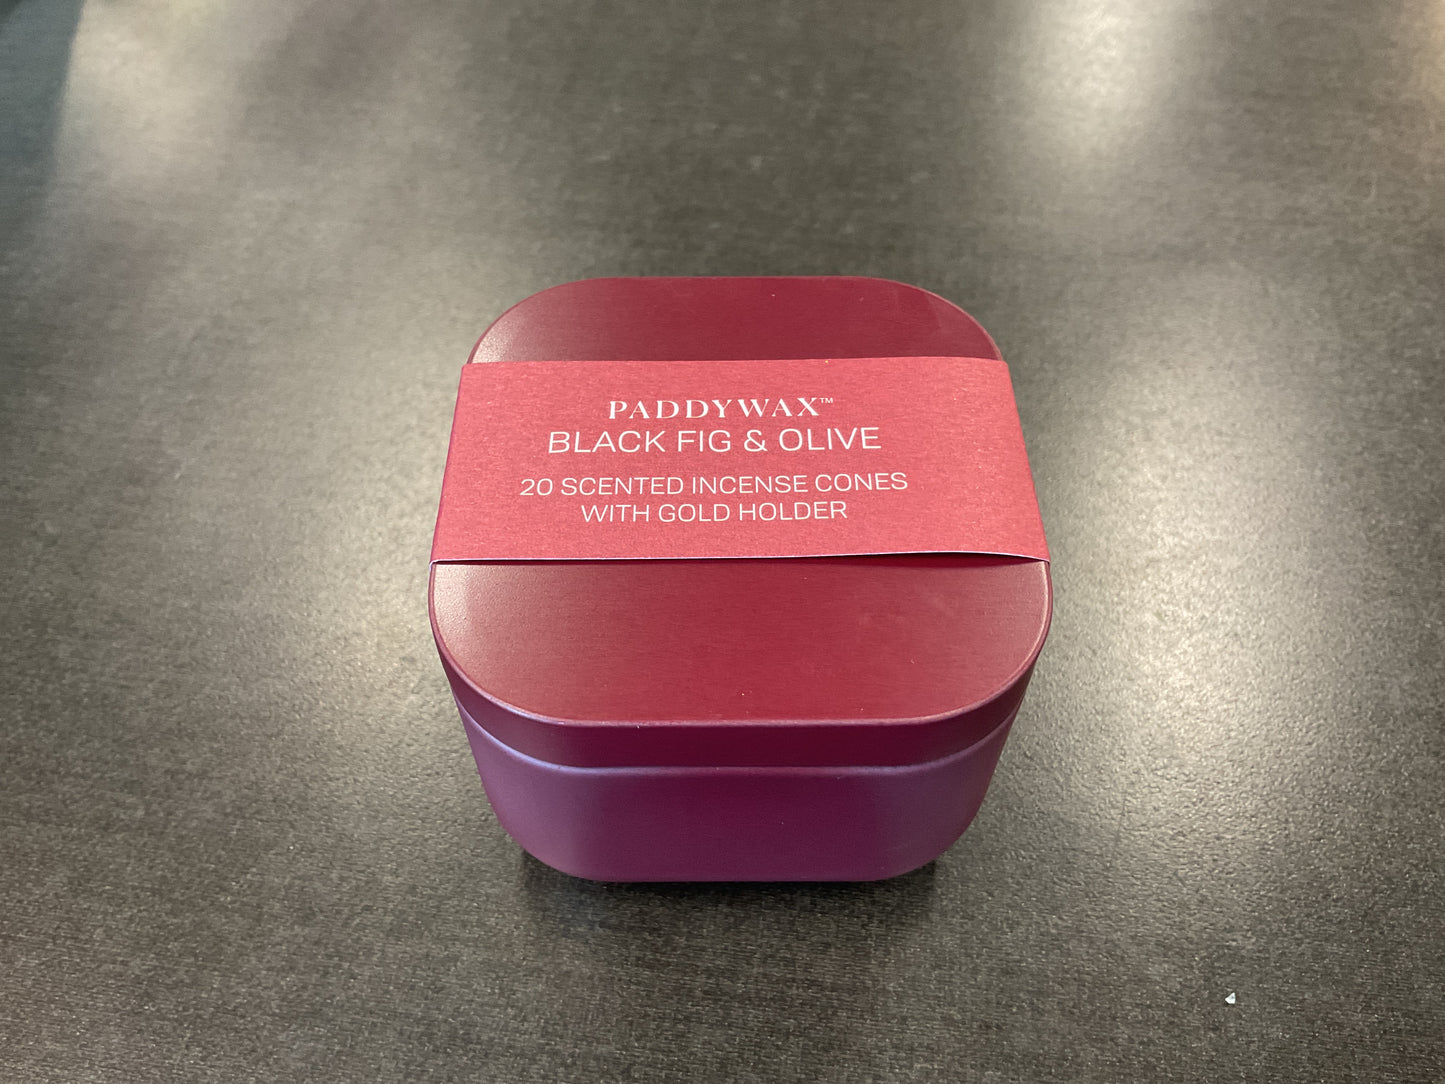 PADDYWAX™
BLACK FIG & OLIVE
20 SCENTED INCENSE CONES
WITH GOLD HOLDER